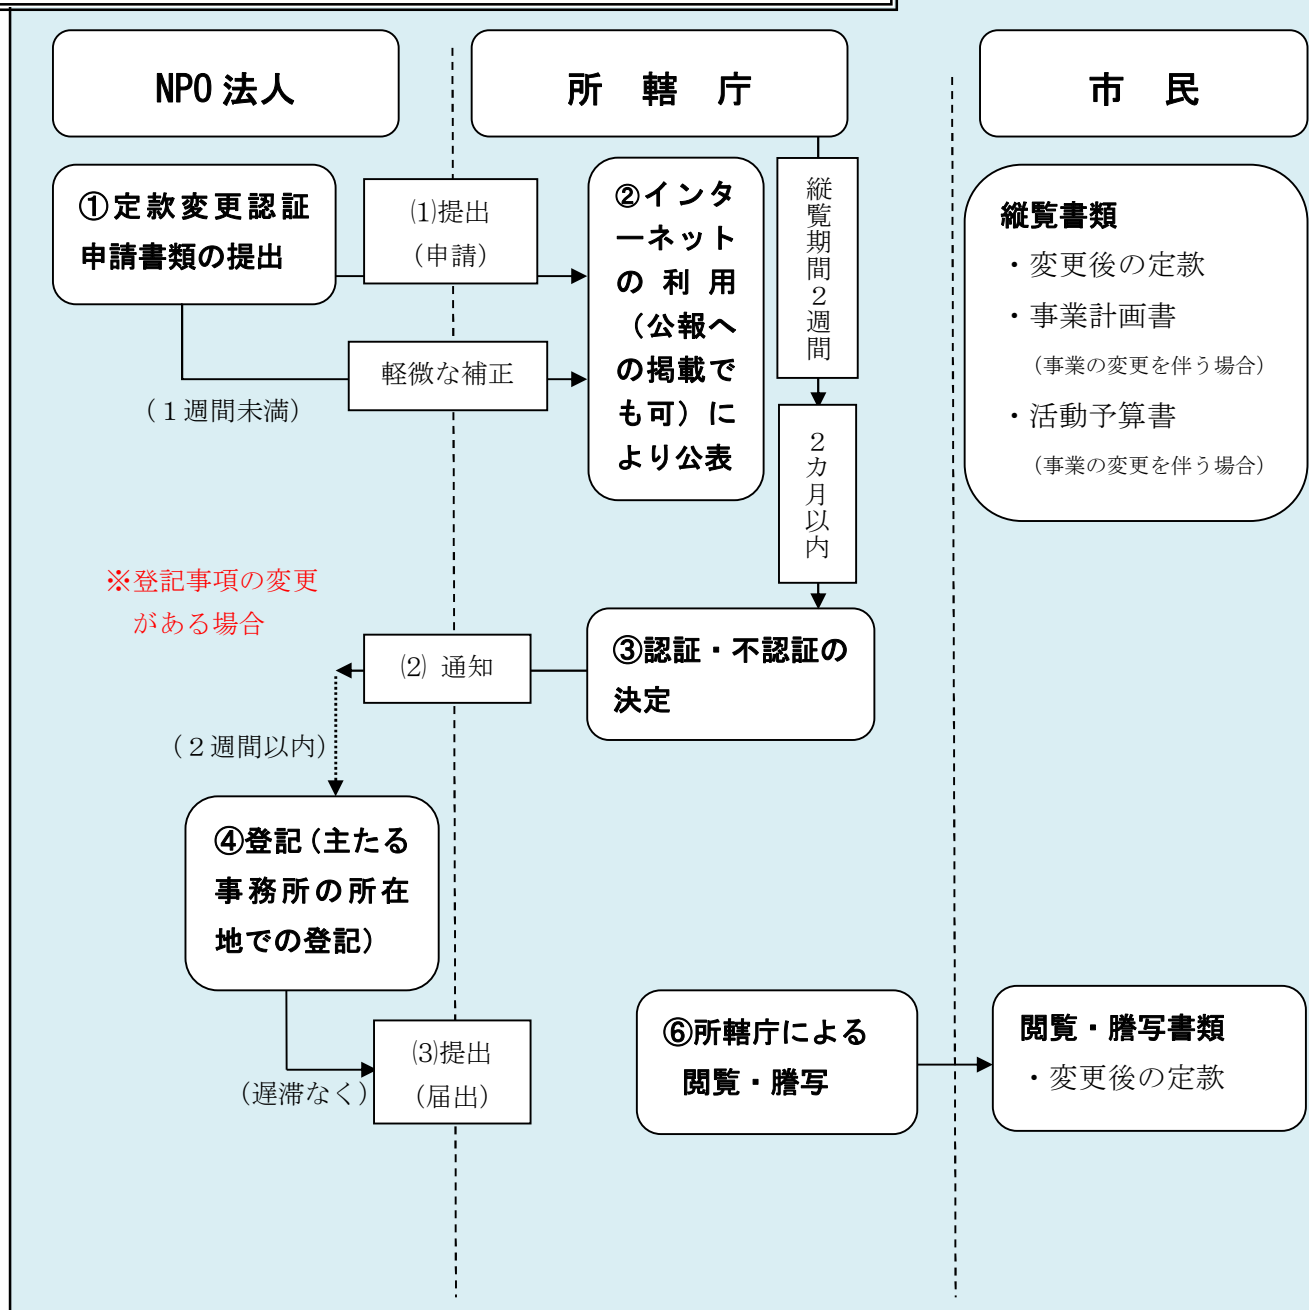 NPO 法人
所 轄 庁
市 民
①定款変更認証
申請書類の提出
⑴提出
（申請）
軽微な補正
（１週間未満）
②インタ
ーネット
の利用
（公報へ
の掲載で
も可）に
より公表
縦覧期間２週間
２カ月以内
縦覧書類
・変更後の定款
・事業計画書
（事業の変更を伴う場合）
・活動予算書
（事業の変更を伴う場合）
※登記事項の変更
がある場合
⑵ 通知
③認証・不認証の
決定
（２週間以内）
④登記（主たる
事務所の所在
地での登記）
⑶提出
（届出）
（遅滞なく）
⑥所轄庁による
閲覧・謄写
閲覧・謄写書類
・変更後の定款